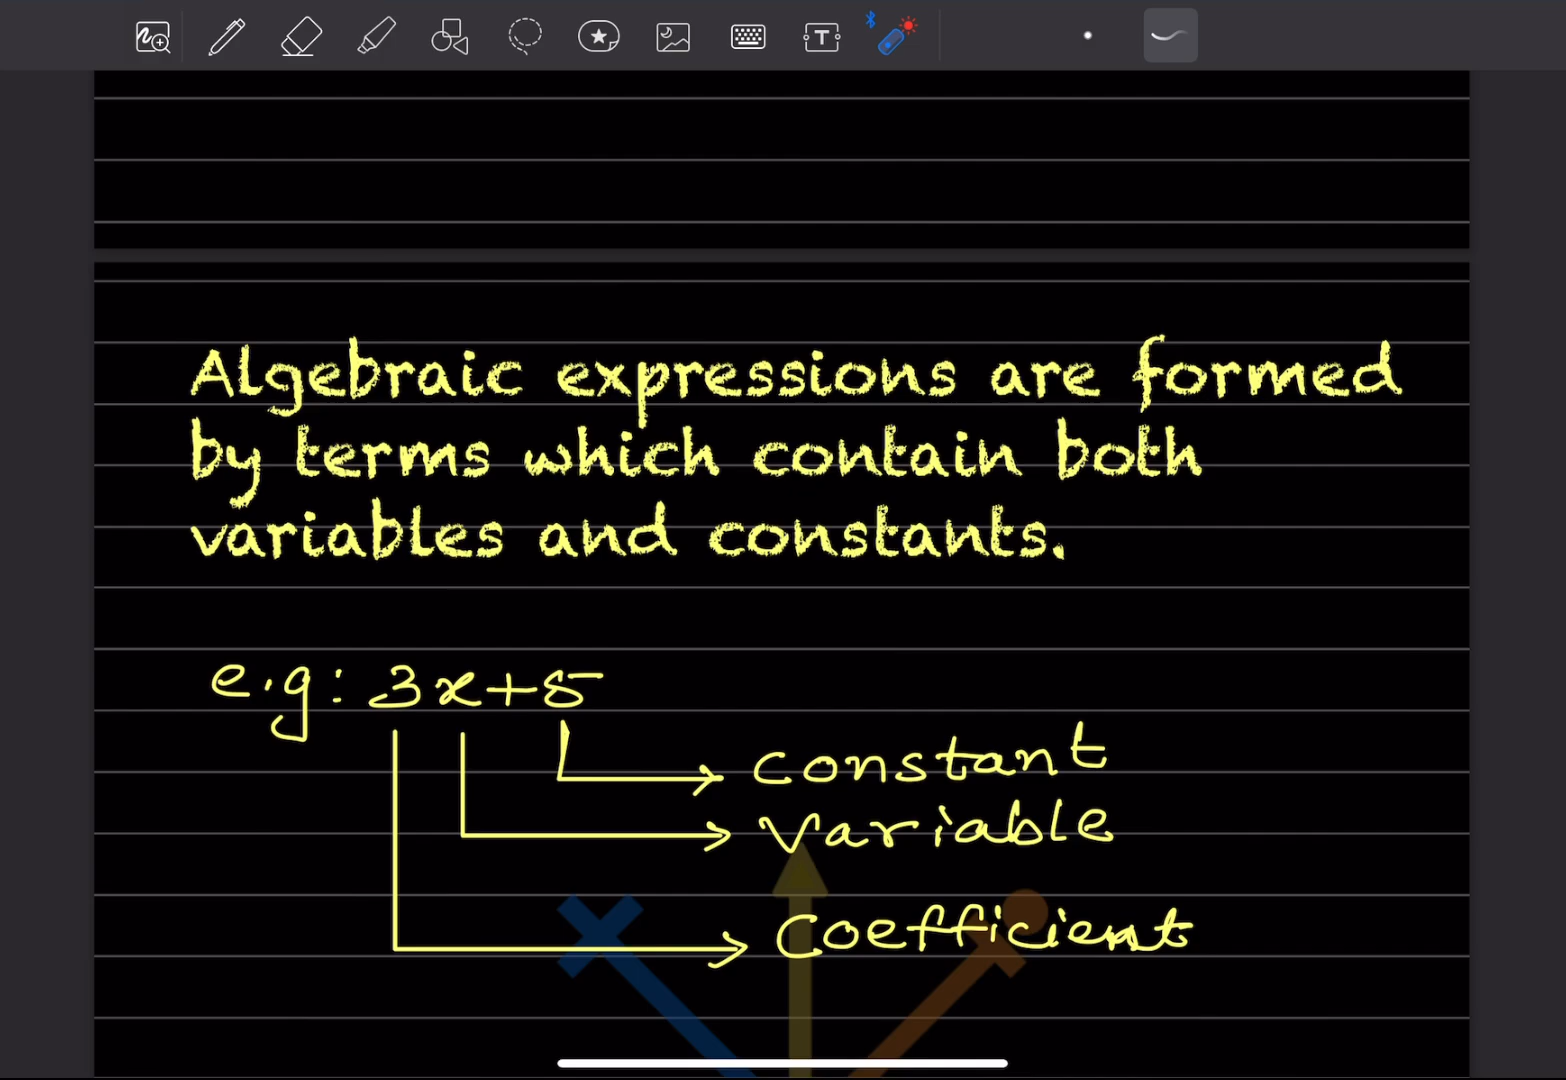 Algebraic expressions are formed
by terms which contain both
variables and constants.
e.g: 3x+5
constant
variable
Coefficient